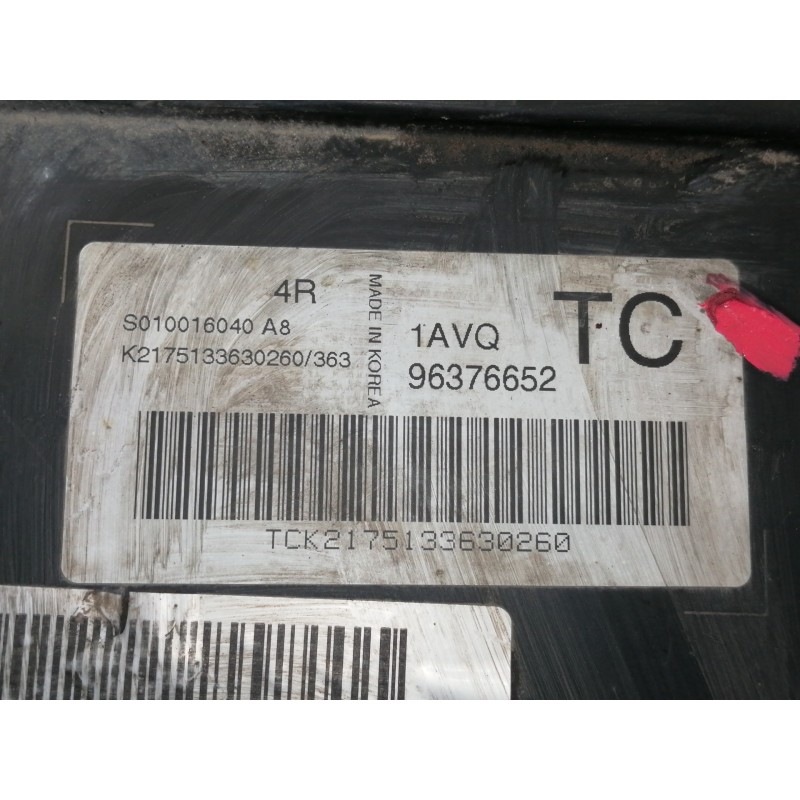 4R
S010016040 A8
K2175133630260/363
MADE IN KOREA
1AVQ
96376652
TC
TCK2175133630260